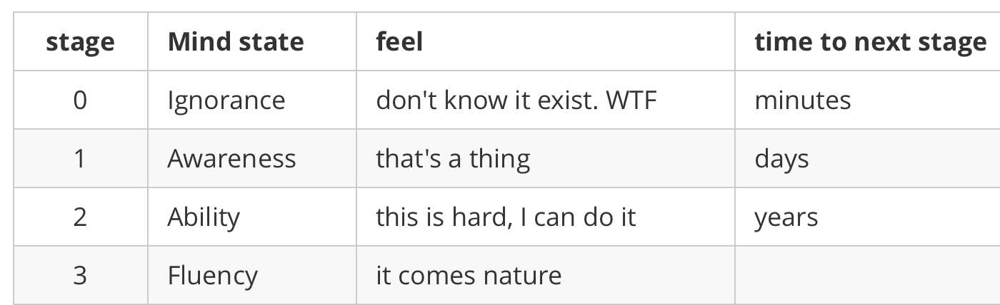 stage Mind state feel time to next stage
0 Ignorance don't know it exist. WTF minutes
1 Awareness that's a thing days
2 Ability this is hard, I can do it years
3 Fluency it comes nature